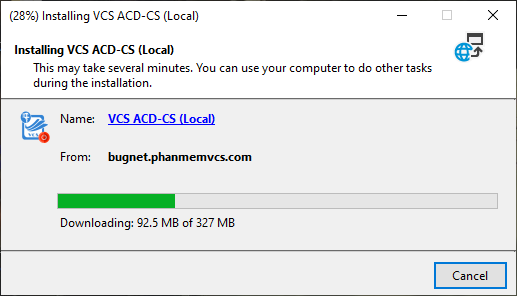 (28%) Installing VCS ACD-CS (Local)
Installing VCS ACD-CS (Local)
This may take several minutes. You can use your computer to do other tasks
during the installation.
Name: VCS ACD-CS (Local)
From: bugnet.phanmemvcs.com
Downloading: 92.5 MB of 327 MB
Cancel